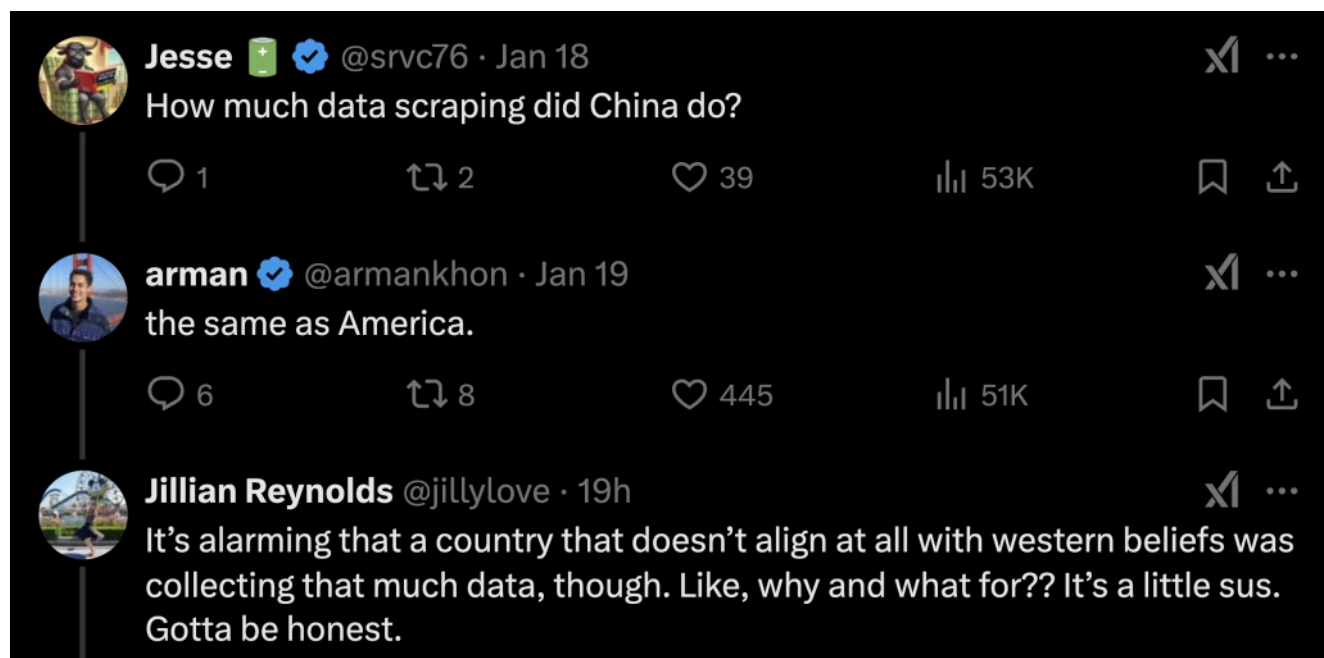 Jesse 🔋 @srvc76 · Jan 18
How much data scraping did China do?
1 2 39 53K
arman @armankhon · Jan 19
the same as America.
6 8 445 51K
Jillian Reynolds @jillylove · 19h
It’s alarming that a country that doesn’t align at all with western beliefs was
collecting that much data, though. Like, why and what for?? It’s a little sus.
Gotta be honest.